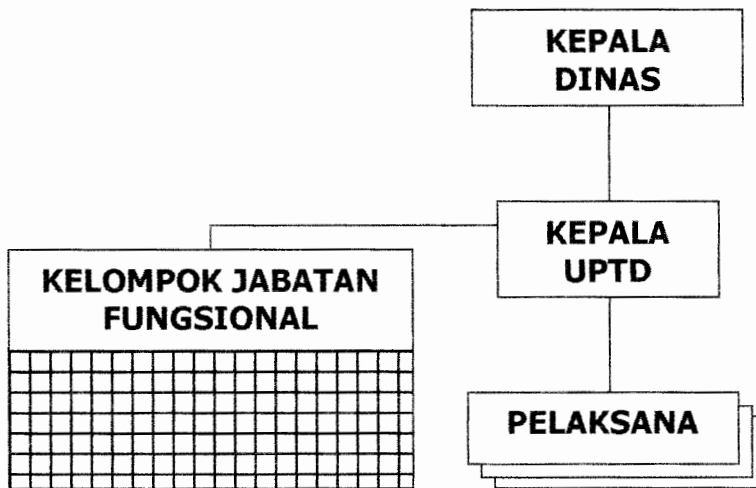 KEPALA
DINAS
KEPALA
UPTD
KELOMPOK JABATAN
FUNGSIONAL
PELAKSANA